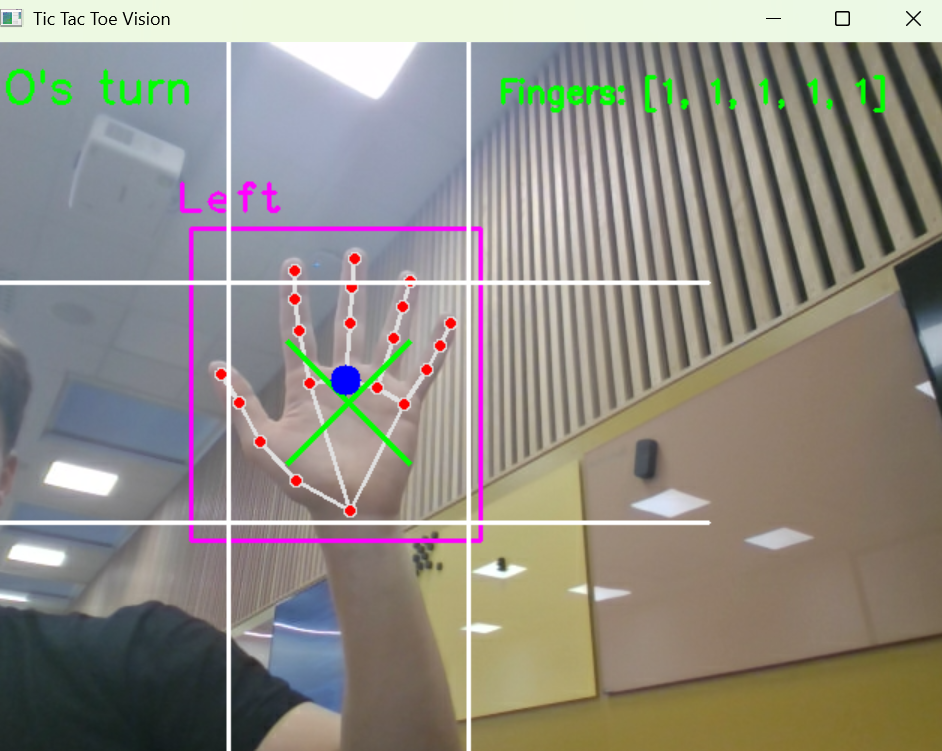 Tic Tac Toe Vision
O's turn
Fingers: [1, 1, 1, 1, 1]
Left